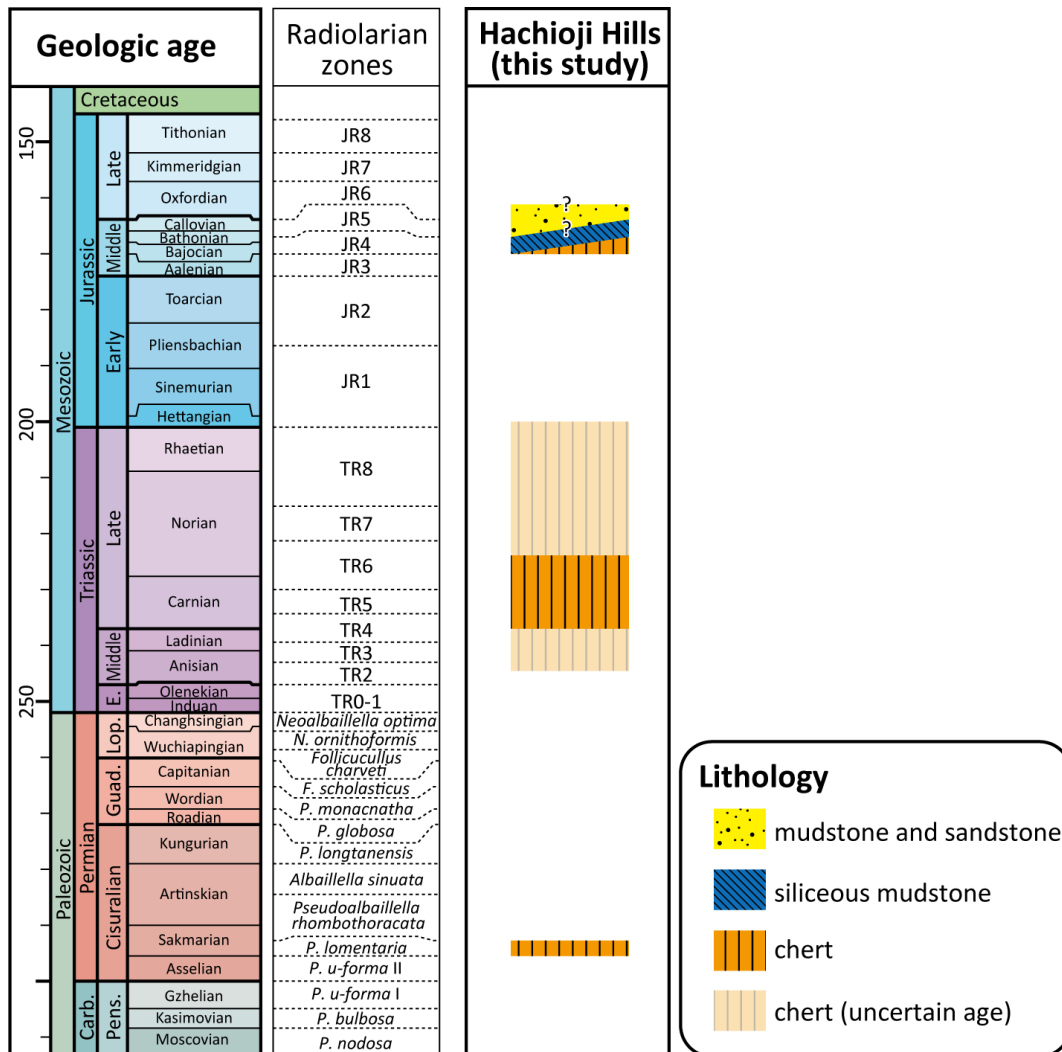 Geologic age
Radiolarian
zones
Hachioji Hills
(this study)
150
200
250
Mesozoic
Paleozoic
Jurassic
Triassic
Permian
Carb.
Cretaceous
Late
Middle
Early
Late
Middle
E.
Lop.
Guad.
Cisuralian
Pens.
Tithonian
Kimmeridgian
Oxfordian
Callovian
Bathonian
Bajocian
Aalenian
Toarcian
Pliensbachian
Sinemurian
Hettangian
Rhaetian
Norian
Carnian
Ladinian
Anisian
Olenekian
Induan
Changhsingian
Wuchiapingian
Capitanian
Wordian
Roadian
Kungurian
Artinskian
Sakmarian
Asselian
Gzhelian
Kasimovian
Moscovian
JR8
JR7
JR6
JR5
JR4
JR3
JR2
JR1
TR8
TR7
TR6
TR5
TR4
TR3
TR2
TR0-1
Neoalbaillella optima
N. ornithoformis
Follicucullus
charveti
F. scholasticus
P. monacnatha
P. globosa
P. longtanensis
Albaillella sinuata
Pseudoalbaillella
rhombothoracata
P. lomentaria
P. u-forma II
P. u-forma I
P. bulbosa
P. nodosa
?
?
Lithology
mudstone and sandstone
siliceous mudstone
chert
chert (uncertain age)